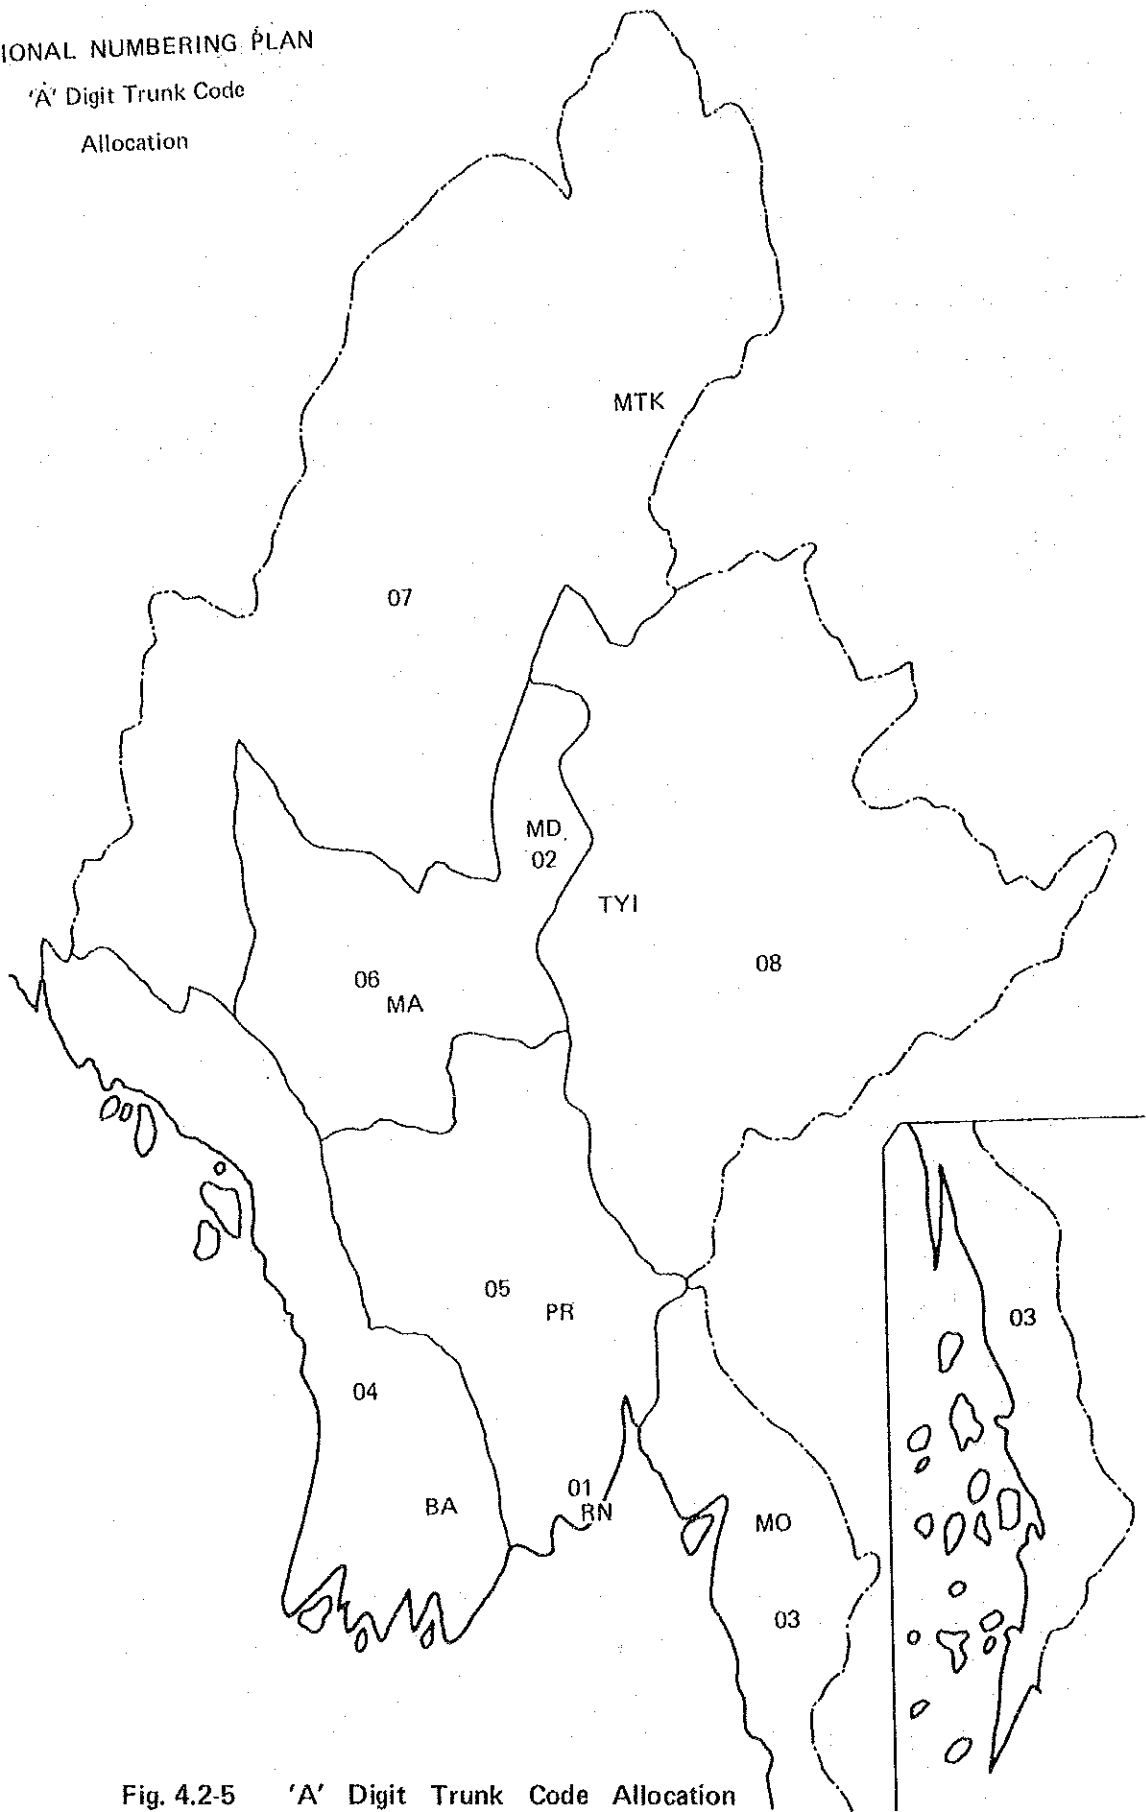 IONAL NUMBERING PLAN
'A' Digit Trunk Code
Allocation
MTK
07
MD
02
TYI
08
06
MA
03
05
PR
04
01
RN
BA
MO
03
Fig. 4.2-5 'A' Digit Trunk Code Allocation